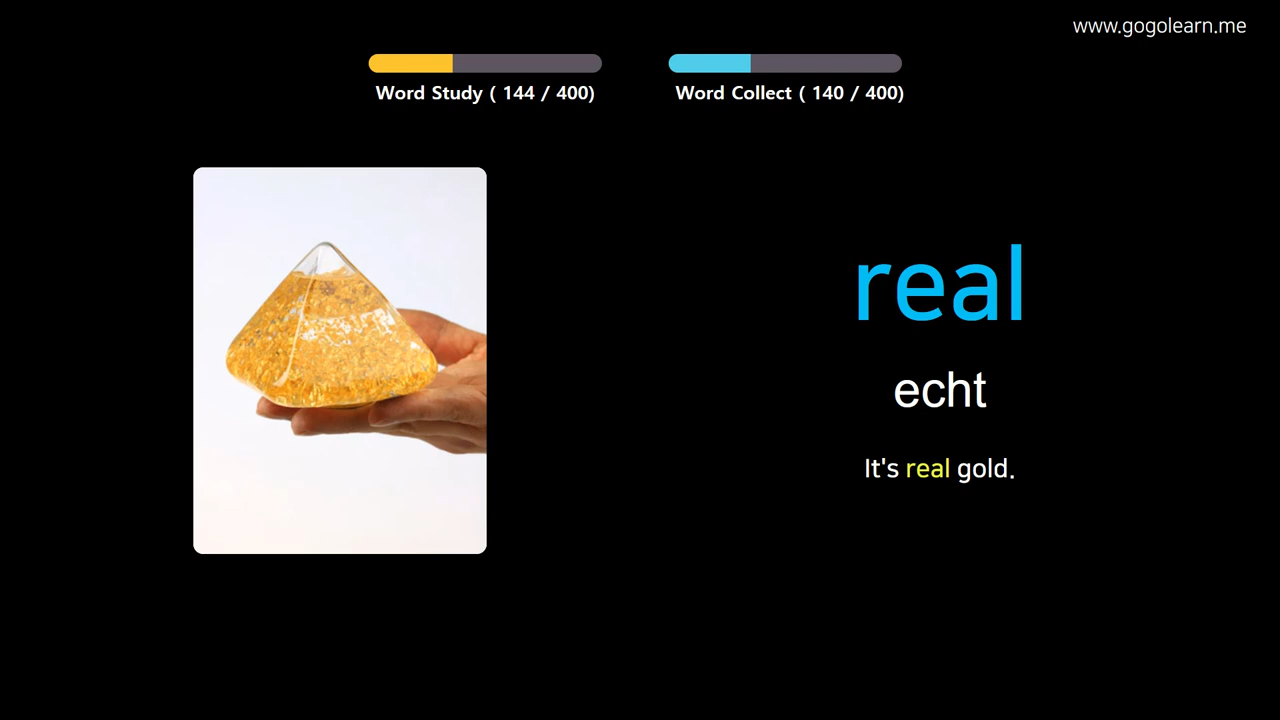 www.gogolearn.me
Word Study ( 144 / 400)
Word Collect ( 140 / 400)
real
echt
It's real gold.